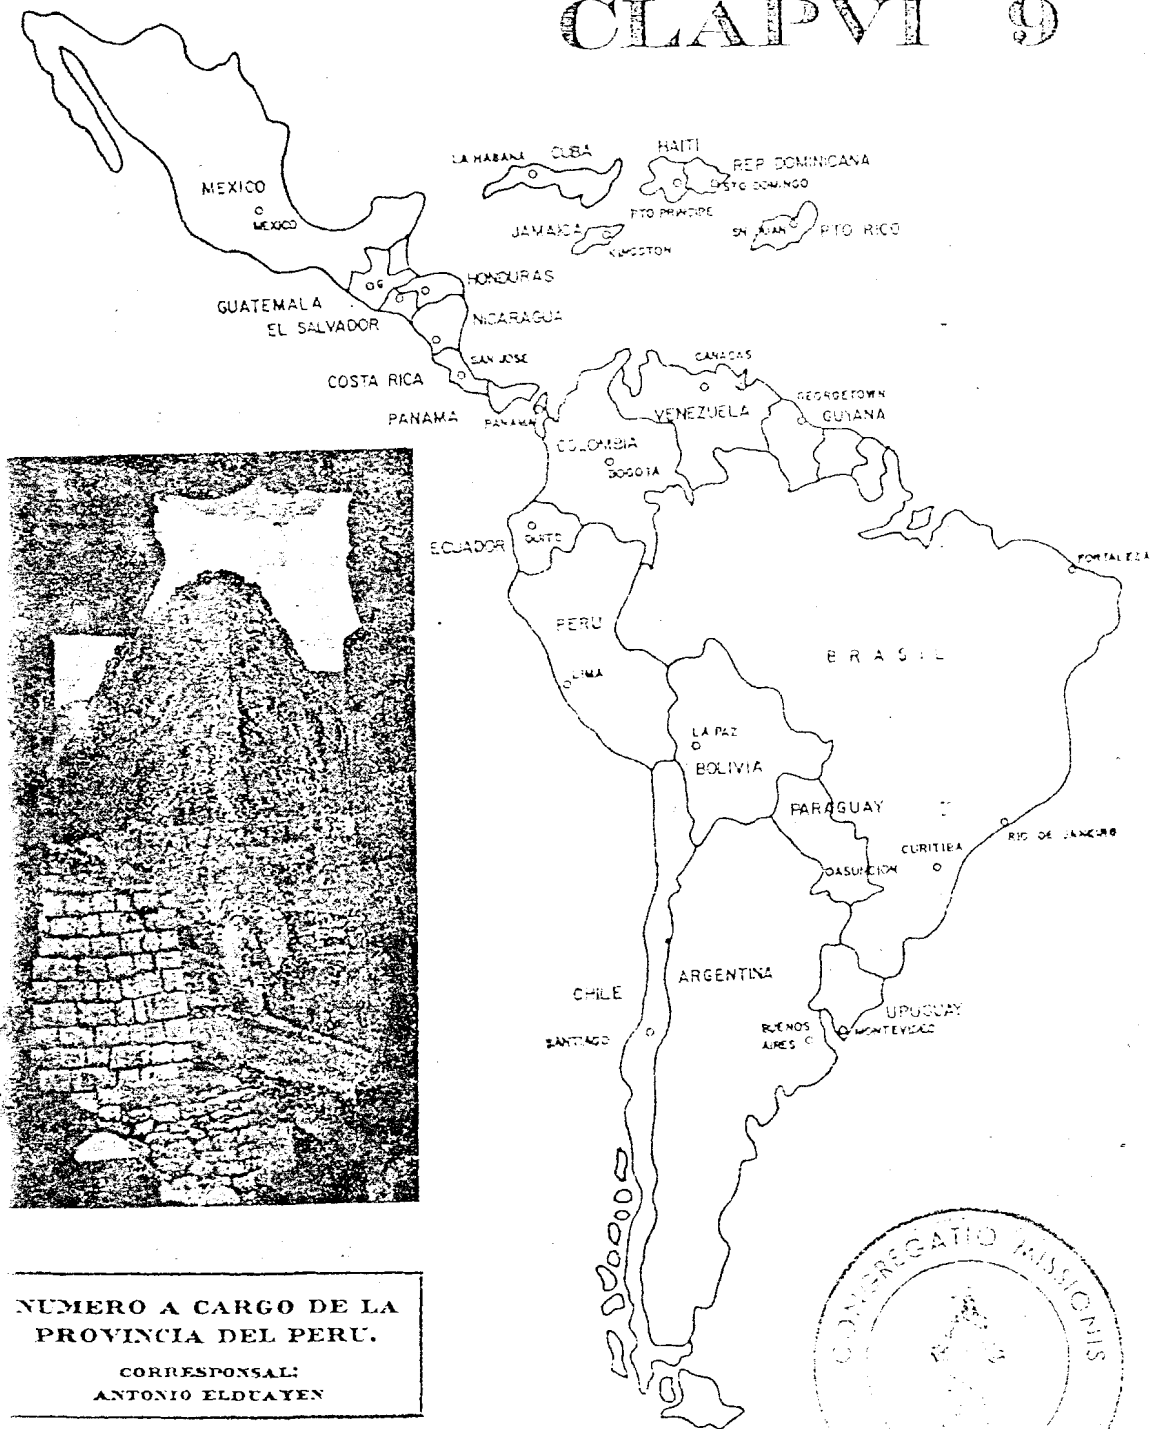 CLAPVI 9
LA HABANA CUBA
HAITI
REP DOMINICANA
STO DOMINGO
PTO PRINCIPE
MEXICO
MEXICO
JAMAICA
KINGSTON
SN JUAN
PTO RICO
G
HONDURAS
GUATEMALA
EL SALVADOR
NICARAGUA
SAN JOSE
COSTA RICA
PANAMA
PANAMA
CARACAS
VENEZUELA
GEORGETOWN
GUYANA
COLOMBIA
BOGOTA
ECUADOR
QUITO
FORTALEZA
PERU
LIMA
BRASIL
LA PAZ
BOLIVIA
PARAGUAY
ASUNCION
RIO DE JANEIRO
CURITIBA
ARGENTINA
CHILE
SANTIAGO
URUGUAY
MONTEVIDEO
BUENOS
AIRES
NUMERO A CARGO DE LA
PROVINCIA DEL PERU.
CORRESPONSAL:
ANTONIO ELDUAYEN
CONGREGATIO MISSIONIS